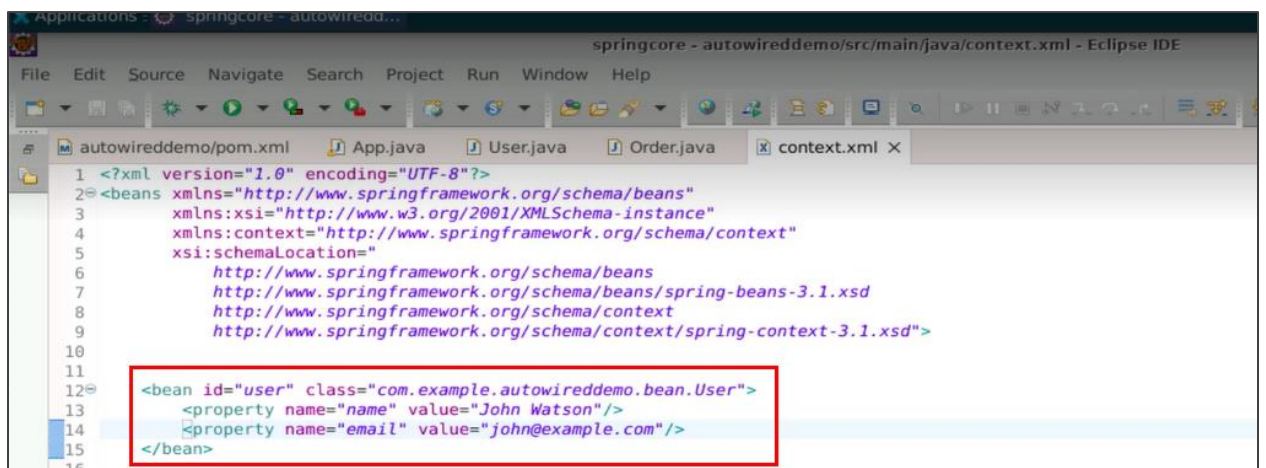 Applications : springcore - autowiredd...
springcore - autowireddemo/src/main/java/context.xml - Eclipse IDE
File Edit Source Navigate Search Project Run Window Help
autowireddemo/pom.xml App.java User.java Order.java context.xml
1 <?xml version="1.0" encoding="UTF-8"?>
2 <beans xmlns="http://www.springframework.org/schema/beans"
3 xmlns:xsi="http://www.w3.org/2001/XMLSchema-instance"
4 xmlns:context="http://www.springframework.org/schema/context"
5 xsi:schemaLocation="
6 http://www.springframework.org/schema/beans
7 http://www.springframework.org/schema/beans/spring-beans-3.1.xsd
8 http://www.springframework.org/schema/context
9 http://www.springframework.org/schema/context/spring-context-3.1.xsd">
10
11
12 <bean id="user" class="com.example.autowireddemo.bean.User">
13 <property name="name" value="John Watson"/>
14 <property name="email" value="john@example.com"/>
15 </bean>
16